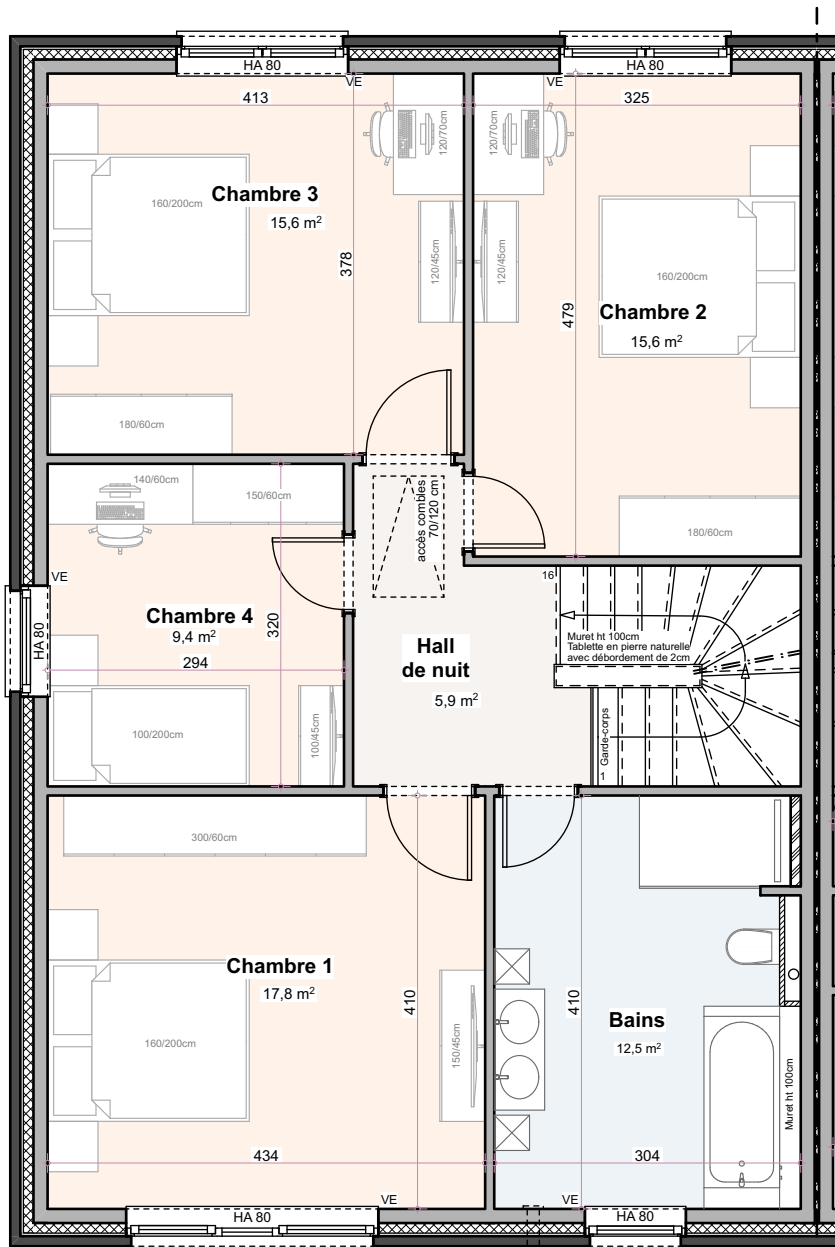 HA 80
HA 80
VE
VE
413
325
120/70cm
120/70cm
160/200cm
Chambre 3
15,6 m²
378
120/45cm
120/45cm
160/200cm
479
Chambre 2
15,6 m²
180/60cm
140/60cm
150/60cm
accès combles
70/120 cm
180/60cm
VE
16
HA 80
Chambre 4
9,4 m²
320
294
Hall
de nuit
5,9 m²
Muret ht 100cm
Tablette en pierre naturelle
avec débordement de 2cm
100/200cm
100/45cm
Garde-corps
1
300/60cm
Chambre 1
17,8 m²
410
410
Bains
12,5 m²
160/200cm
150/45cm
Muret ht 100cm
434
304
VE
VE
HA 80
HA 80